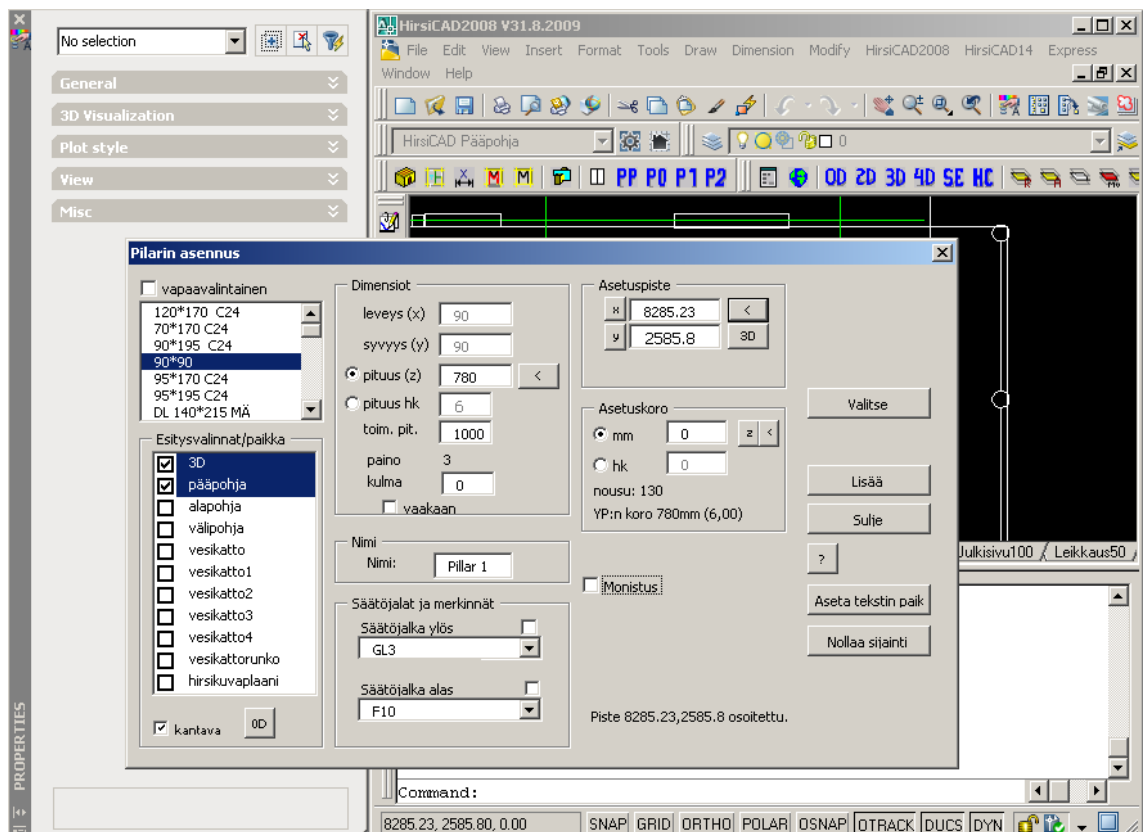 HirsiCAD2008 V31.8.2009
No selection
File Edit View Insert Format Tools Draw Dimension Modify HirsiCAD2008 HirsiCAD14 Express
Window Help
General
3D Visualization
Plot style
View
Misc
HirsiCAD Pääpohja
0
M M PP P0 P1 P2 0D 2D 3D 4D SE HC
Pilarin asennus
vapaavalintainen
120*170 C24
70*170 C24
90*195 C24
90*90
95*170 C24
95*195 C24
DL 140*215 MÄ
Esitysvalinnat/paikka
3D
pääpohja
alapohja
välipohja
vesikatto
vesikatto1
vesikatto2
vesikatto3
vesikatto4
vesikattorunko
hirsikuvaplaani
kantava 0D
Dimensiot
leveys (x) 90
syvyys (y) 90
pituus (z) 780 <
pituus hk 6
toim. pit. 1000
paino 3
kulma 0
vaakaan
Nimi
Nimi: Pillar 1
Säätöjalat ja merkinnät
Säätöjalka ylös
GL3
Säätöjalka alas
F10
Asetuspiste
x 8285.23 <
y 2585.8 3D
Asetuskoro
mm 0 z <
hk 0
nousu: 130
YP:n koro 780mm (6,00)
Monistus
Piste 8285.23,2585.8 osoitettu.
Valitse
Lisää
Sulje
?
Aseta tekstin paik
Nollaa sijainti
Julkisivu100 / Leikkaus50
Command:
PROPERTIES
8285.23, 2585.80, 0.00 SNAP GRID ORTHO POLAR OSNAP OTRACK DUCS DYN